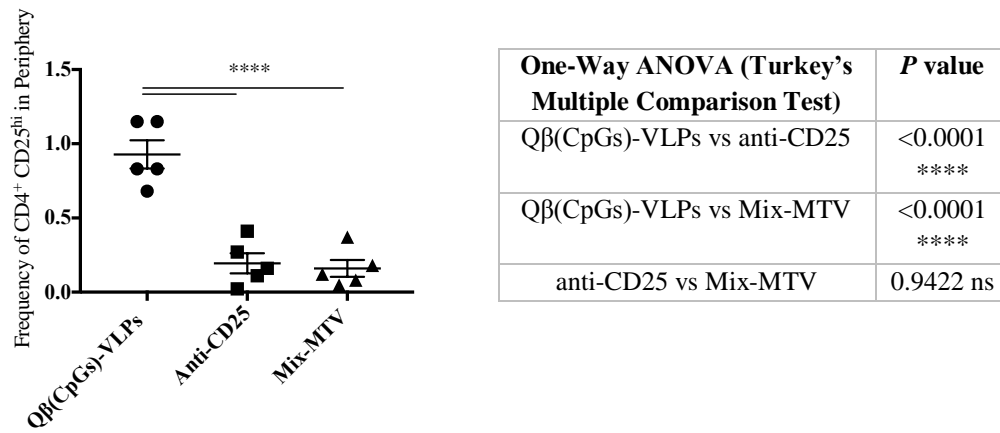 Frequency of CD4⁺ CD25ʰⁱ in Periphery
1.5
1.0
0.5
0.0
****
Qβ(CpGs)-VLPs
Anti-CD25
Mix-MTV
One-Way ANOVA (Turkey's P value
Multiple Comparison Test)
Qβ(CpGs)-VLPs vs anti-CD25 <0.0001
****
Qβ(CpGs)-VLPs vs Mix-MTV <0.0001
****
anti-CD25 vs Mix-MTV 0.9422 ns